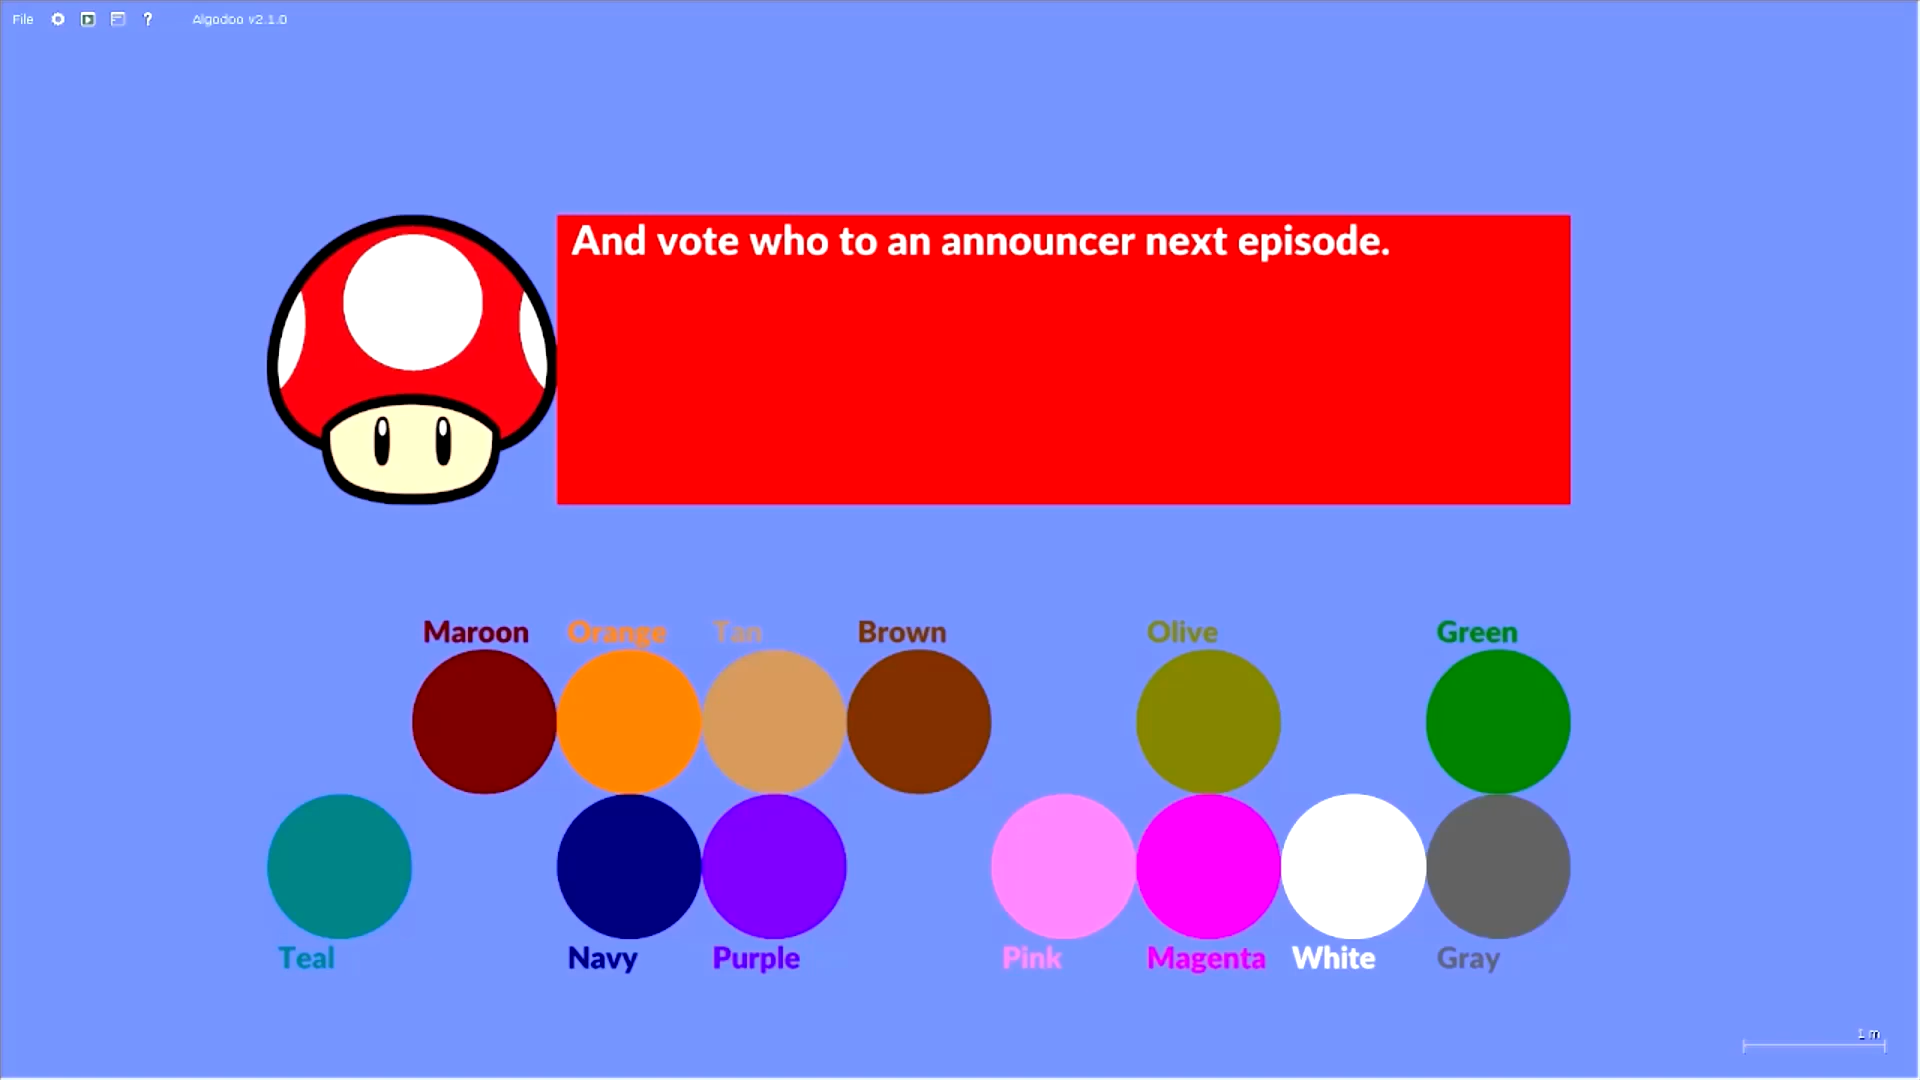 File ? Algodoo v2.1.0
And vote who to an announcer next episode.
Maroon Orange Tan Brown Olive Green
Teal Navy Purple Pink Magenta White Gray
1 m